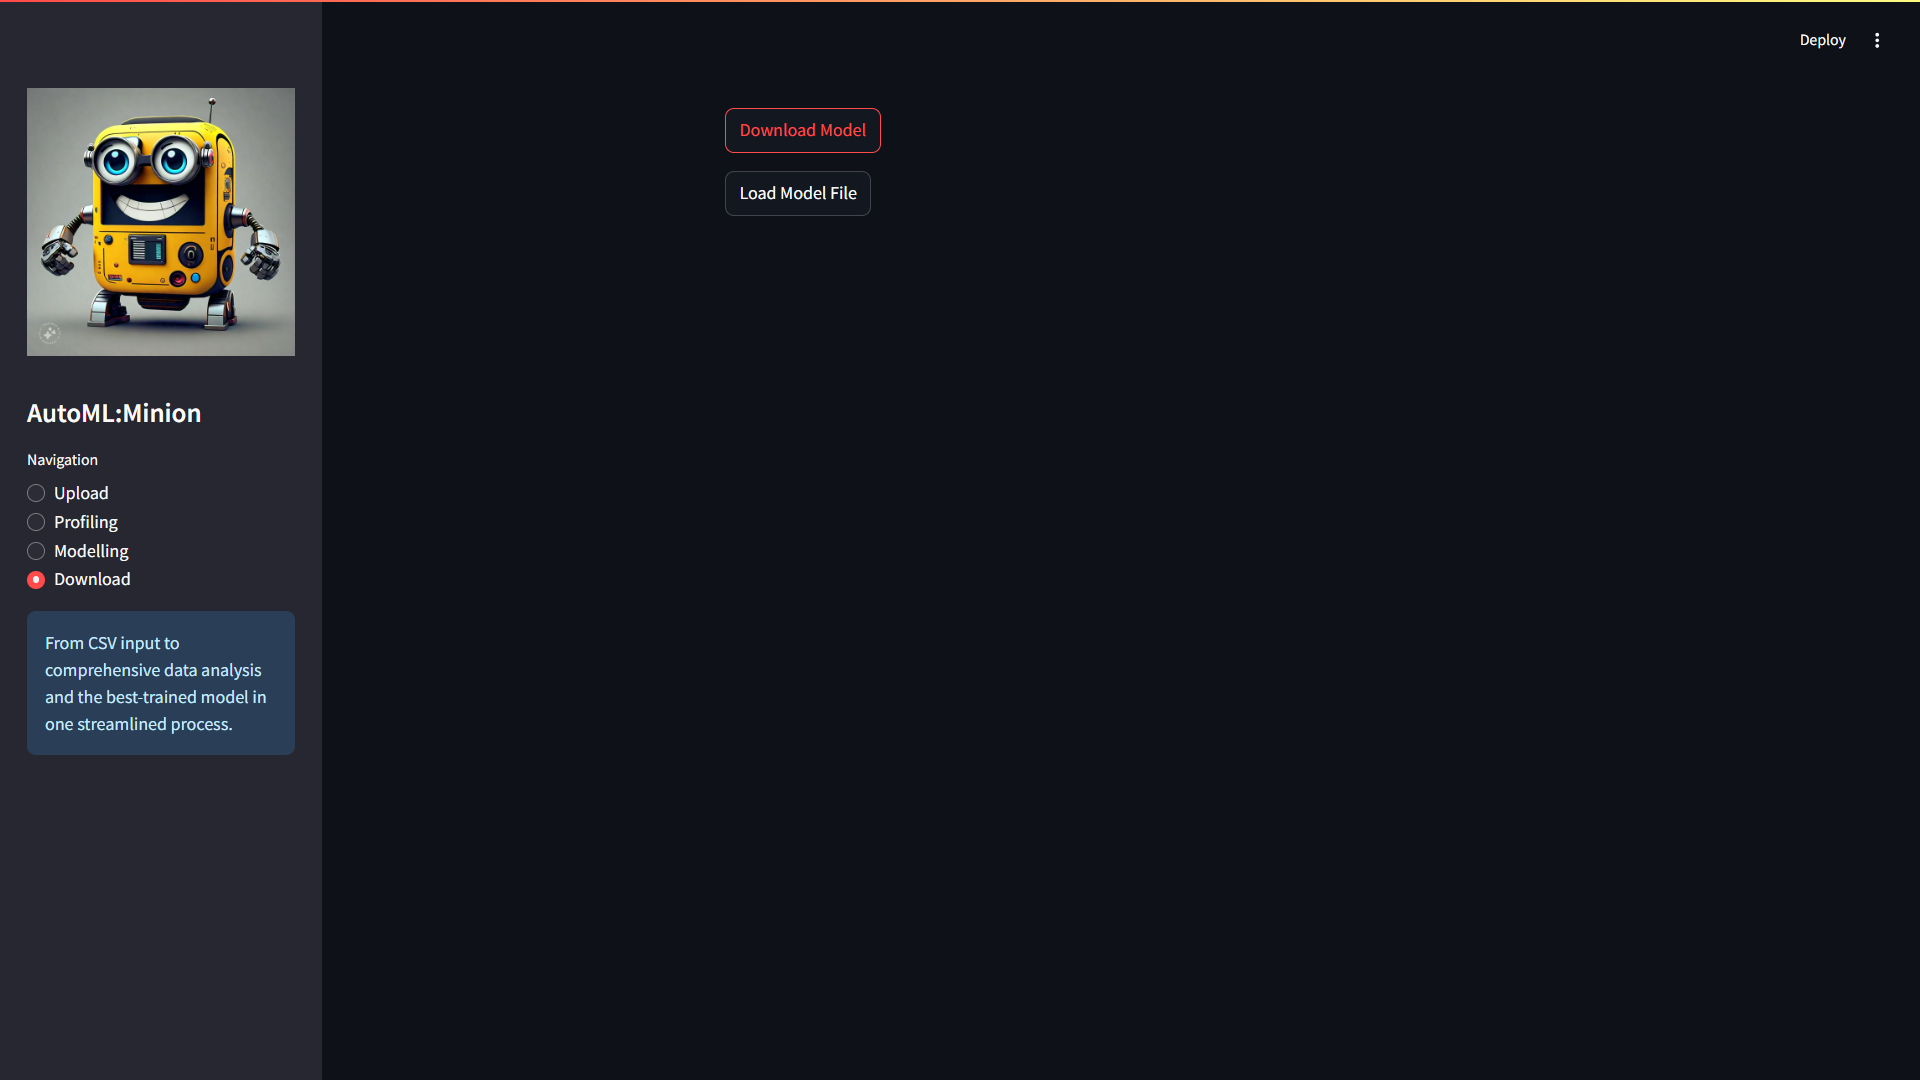 Deploy
Download Model
Load Model File
AutoML:Minion
Navigation
Upload
Profiling
Modelling
Download
From CSV input to
comprehensive data analysis
and the best-trained model in
one streamlined process.